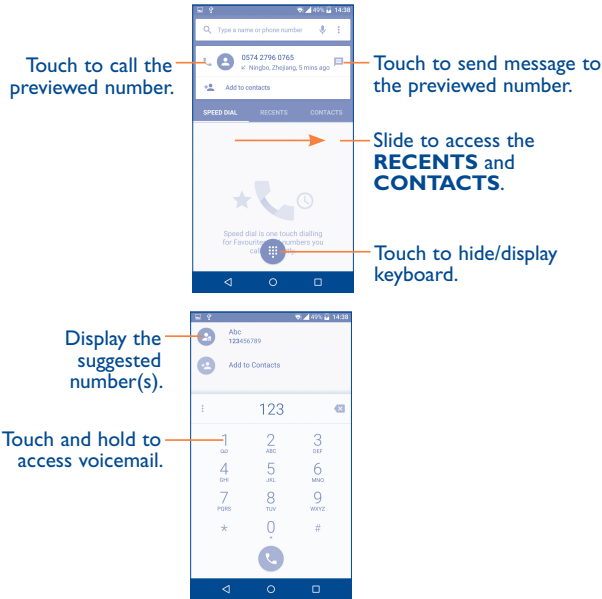 49% 14:38
Type a name or phone number
0574 2796 0765
Ningbo, Zhejiang, 5 mins ago
Add to contacts
SPEED DIAL RECENTS CONTACTS
Speed dial is one touch dialling
for Favourites numbers you
call
Touch to call the
previewed number.
Touch to send message to
the previewed number.
Slide to access the
RECENTS and
CONTACTS.
Touch to hide/display
keyboard.
49% 14:38
Abc
123456789
Add to Contacts
123
1 2 3
ABC DEF
4 5 6
GHI JKL MNO
7 8 9
PQRS TUV WXYZ
* 0 #
+
Display the
suggested
number(s).
Touch and hold to
access voicemail.